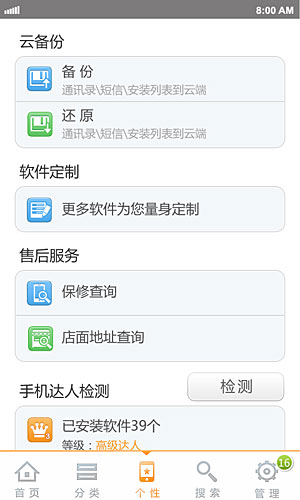 8:00 AM
云备份
备 份
通讯录\短信\安装列表到云端
还 原
通讯录\短信\安装列表到云端
软件定制
更多软件为您量身定制
售后服务
保修查询
店面地址查询
手机达人检测
检测
3
已安装软件39个
等级：高级达人
16
首 页
分 类
个 性
搜 索
管 理